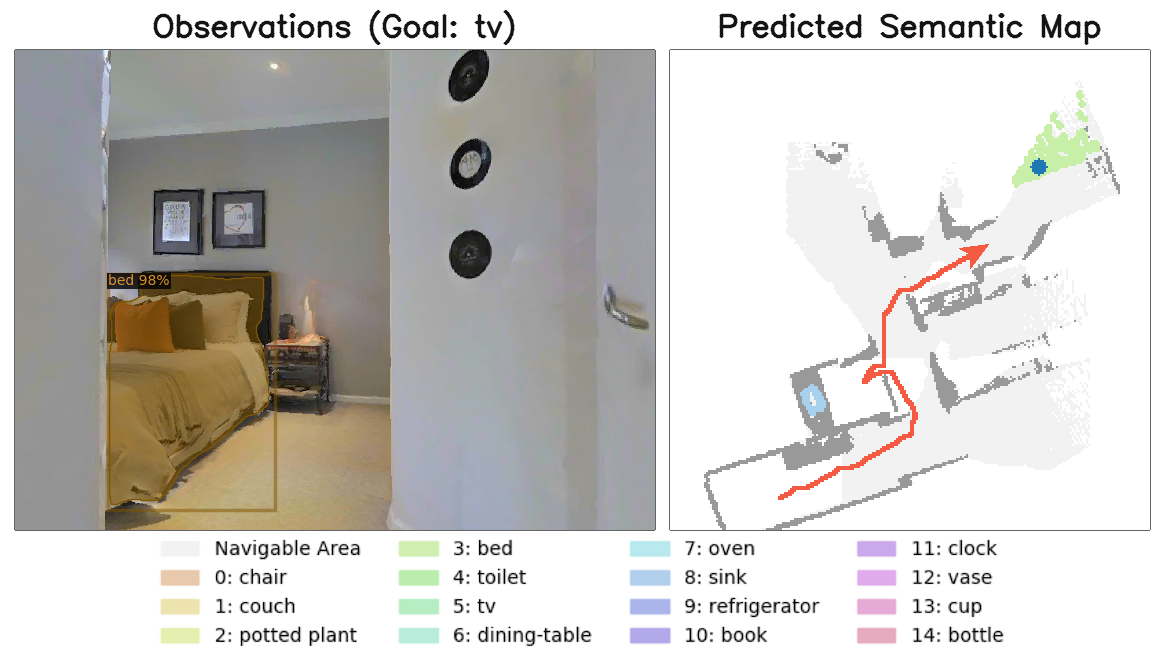 Observations (Goal: tv)
Predicted Semantic Map
bed 98%
Navigable Area
0: chair
1: couch
2: potted plant
3: bed
4: toilet
5: tv
6: dining-table
7: oven
8: sink
9: refrigerator
10: book
11: clock
12: vase
13: cup
14: bottle